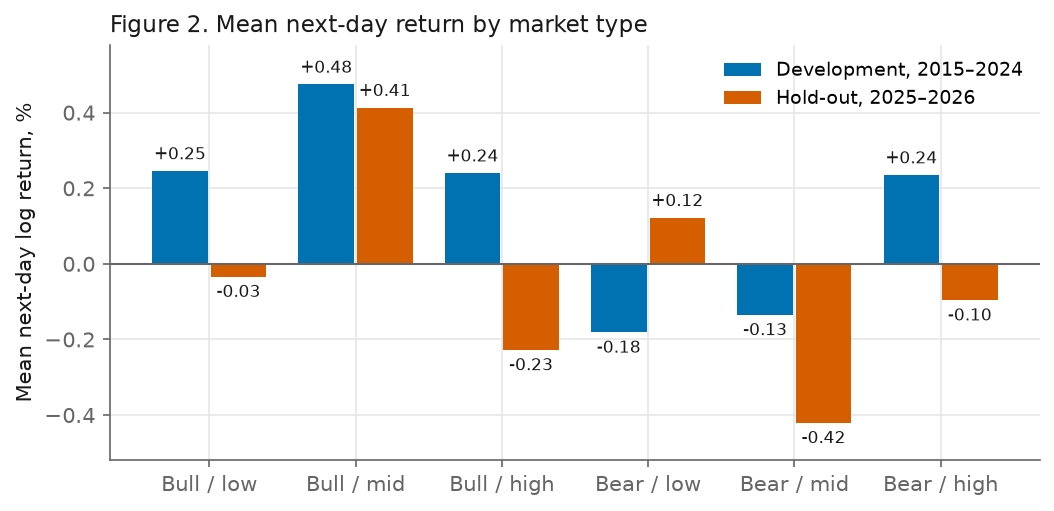 Figure 2. Mean next-day return by market type
Development, 2015–2024
Hold-out, 2025–2026
Mean next-day log return, %
0.4
0.2
0.0
−0.2
−0.4
+0.25
-0.03
+0.48
+0.41
+0.24
-0.23
-0.18
+0.12
-0.13
-0.42
+0.24
-0.10
Bull / low
Bull / mid
Bull / high
Bear / low
Bear / mid
Bear / high